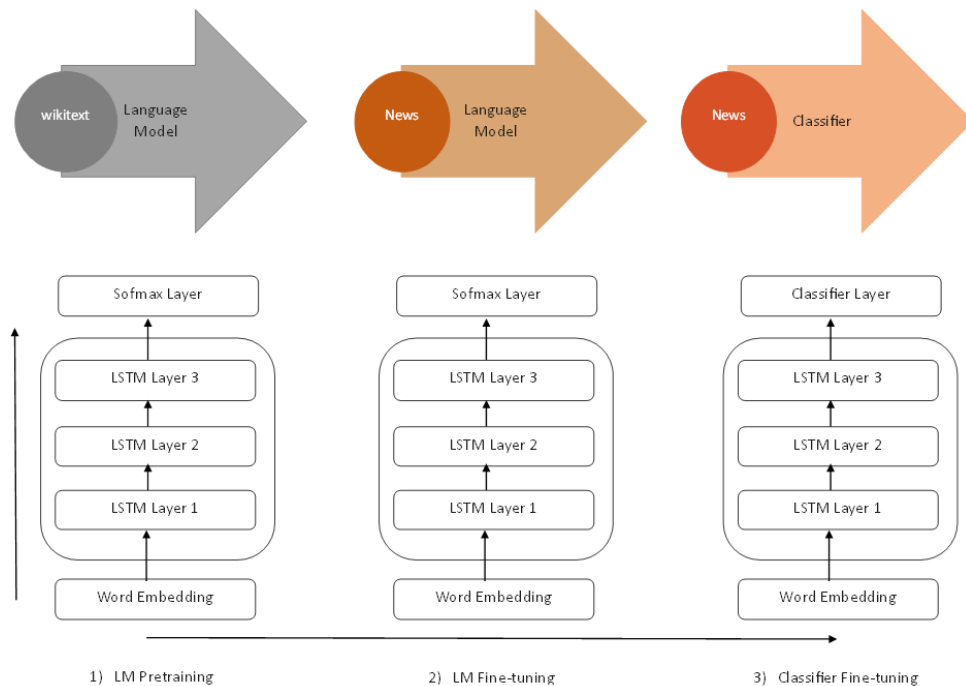 wikitext
Language
Model
News
Language
Model
News
Classifier
Sofmax Layer
LSTM Layer 3
LSTM Layer 2
LSTM Layer 1
Word Embedding
Sofmax Layer
LSTM Layer 3
LSTM Layer 2
LSTM Layer 1
Word Embedding
Classifier Layer
LSTM Layer 3
LSTM Layer 2
LSTM Layer 1
Word Embedding
1) LM Pretraining
2) LM Fine-tuning
3) Classifier Fine-tuning